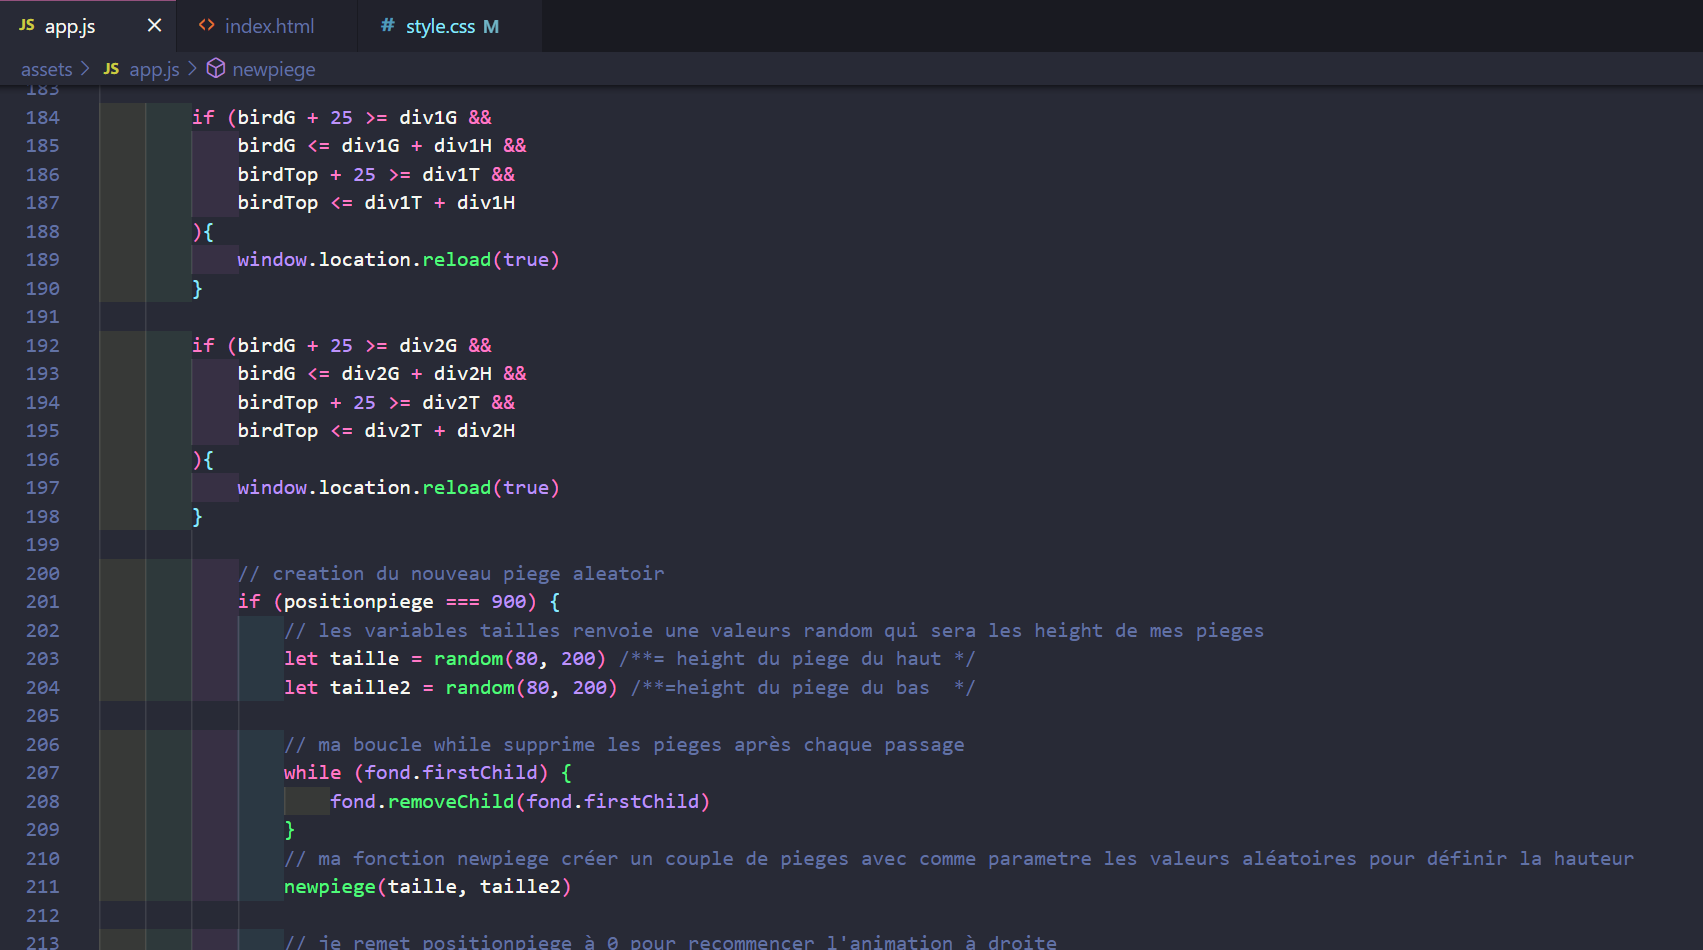 JS app.js × <> index.html # style.css M
assets > JS app.js > newpiege
183
184 if (birdG + 25 >= div1G &&
185 birdG <= div1G + div1H &&
186 birdTop + 25 >= div1T &&
187 birdTop <= div1T + div1H
188 ){
189 window.location.reload(true)
190 }
191
192 if (birdG + 25 >= div2G &&
193 birdG <= div2G + div2H &&
194 birdTop + 25 >= div2T &&
195 birdTop <= div2T + div2H
196 ){
197 window.location.reload(true)
198 }
199
200 // creation du nouveau piege aleatoir
201 if (positionpiege === 900) {
202 // les variables tailles renvoie une valeurs random qui sera les height de mes pieges
203 let taille = random(80, 200) /**= height du piege du haut */
204 let taille2 = random(80, 200) /**=height du piege du bas  */
205
206 // ma boucle while supprime les pieges après chaque passage
207 while (fond.firstChild) {
208 fond.removeChild(fond.firstChild)
209 }
210 // ma fonction newpiege créer un couple de pieges avec comme parametre les valeurs aléatoires pour définir la hauteur
211 newpiege(taille, taille2)
212
213 // je remet positionpiege à 0 pour recommencer l'animation à droite